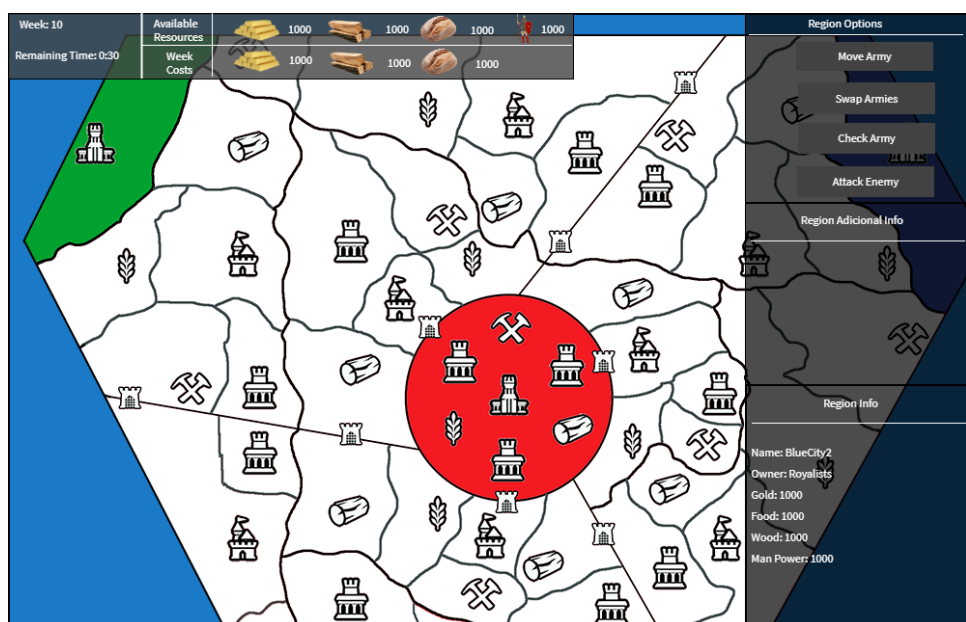 Week: 10
Remaining Time: 0:30
Available
Resources
1000
1000
1000
1000
Week
Costs
1000
1000
1000
Region Options
Move Army
Swap Armies
Check Army
Attack Enemy
Region Adicional Info
Region Info
Name: BlueCity2
Owner: Royalists
Gold: 1000
Food: 1000
Wood: 1000
Man Power: 1000